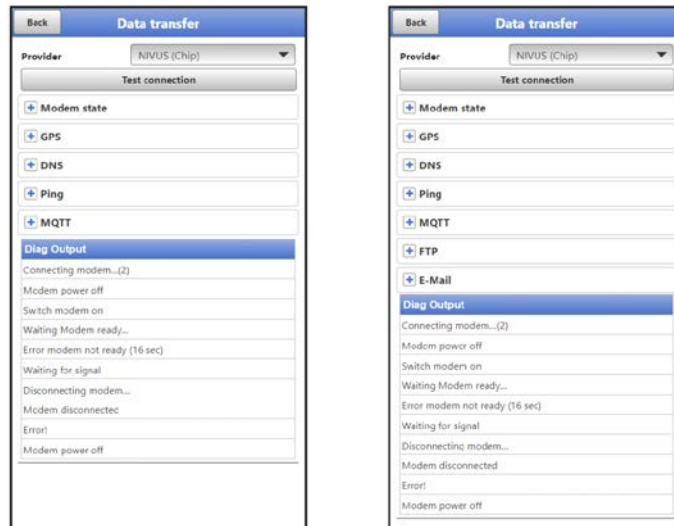 Back
Data transfer
Provider
NIVUS (Chip)
Test connection
Modem state
GPS
DNS
Ping
MQTT
Diag Output
Connecting modem...(2)
Modem power off
Switch modem on
Waiting Modem ready...
Error modem not ready (16 sec)
Waiting for signal
Disconnecting modem...
Modem disconnected
Error!
Modem power off
Back
Data transfer
Provider
NIVUS (Chip)
Test connection
Modem state
GPS
DNS
Ping
MQTT
FTP
E-Mail
Diag Output
Connecting modem...(2)
Modem power off
Switch modem on
Waiting Modem ready...
Error modem not ready (16 sec)
Waiting for signal
Disconnecting modem...
Modem disconnected
Error!
Modem power off